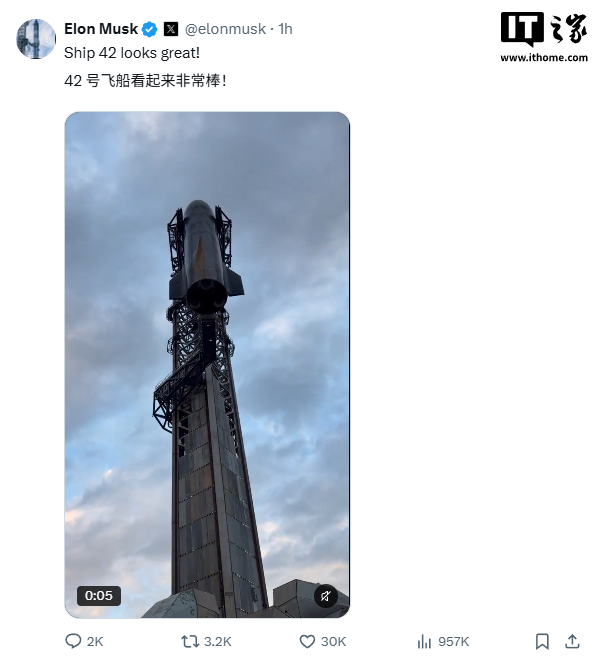 Elon Musk @elonmusk · 1h
IT之家
www.ithome.com
Ship 42 looks great!
42 号飞船看起来非常棒！
0:05
2K 3.2K 30K 957K